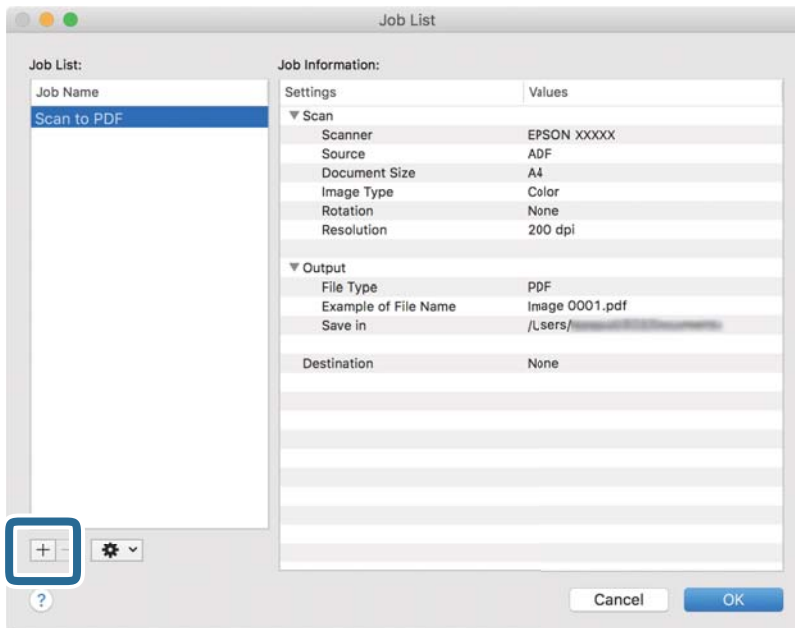 Job List
Job List:
Job Information:
Job Name
Settings Values
Scan to PDF
Scan
Scanner EPSON XXXXX
Source ADF
Document Size A4
Image Type Color
Rotation None
Resolution 200 dpi
Output
File Type PDF
Example of File Name Image 0001.pdf
Save in /Users/
Destination None
+ -
? Cancel OK